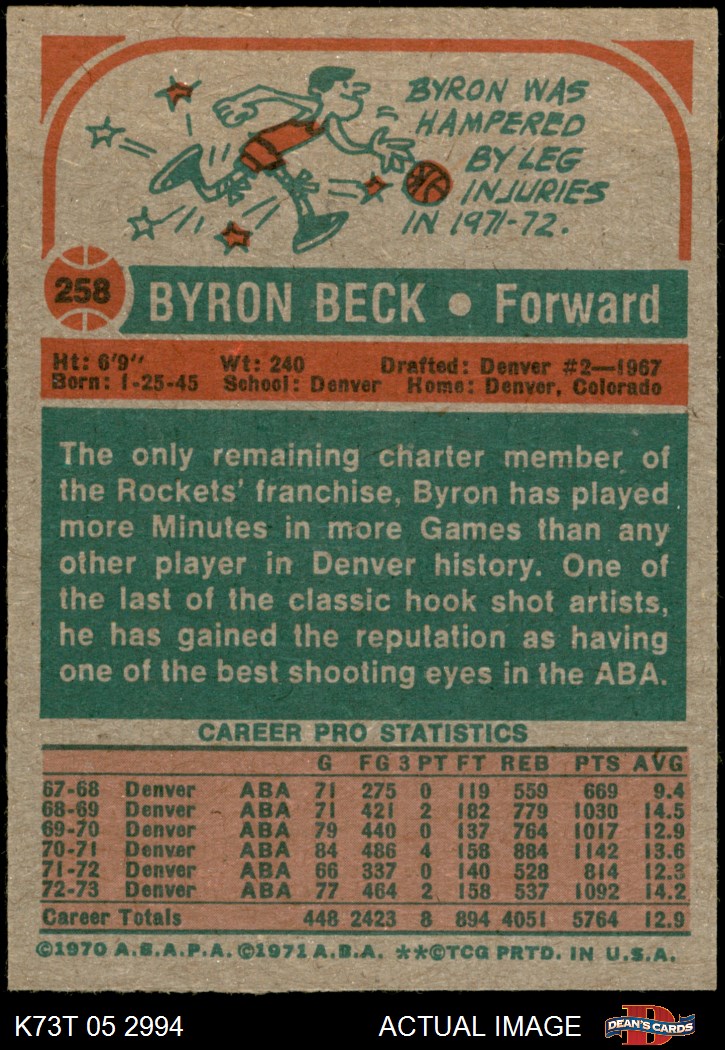 BYRON WAS
HAMPERED
BY LEG
INJURIES
IN 1971-72.
258 BYRON BECK • Forward
Ht: 6'9" Wt: 240 Drafted: Denver #2—1967
Born: 1-25-45 School: Denver Home: Denver, Colorado
The only remaining charter member of
the Rockets' franchise, Byron has played
more Minutes in more Games than any
other player in Denver history. One of
the last of the classic hook shot artists,
he has gained the reputation as having
one of the best shooting eyes in the ABA.
CAREER PRO STATISTICS
G FG 3 PT FT REB PTS AVG
67-68 Denver ABA 71 275 0 119 559 669 9.4
68-69 Denver ABA 71 421 2 182 779 1030 14.5
69-70 Denver ABA 79 440 0 137 764 1017 12.9
70-71 Denver ABA 84 486 4 158 884 1142 13.6
71-72 Denver ABA 66 337 0 140 528 814 12.3
72-73 Denver ABA 77 464 2 158 537 1092 14.2
Career Totals 448 2423 8 894 4051 5764 12.9
©1970 A.B.A.P.A. ©1971 A.B.A. **©TCG PRTD. IN U.S.A.
K73T 05 2994 ACTUAL IMAGE D DEAN'S CARDS